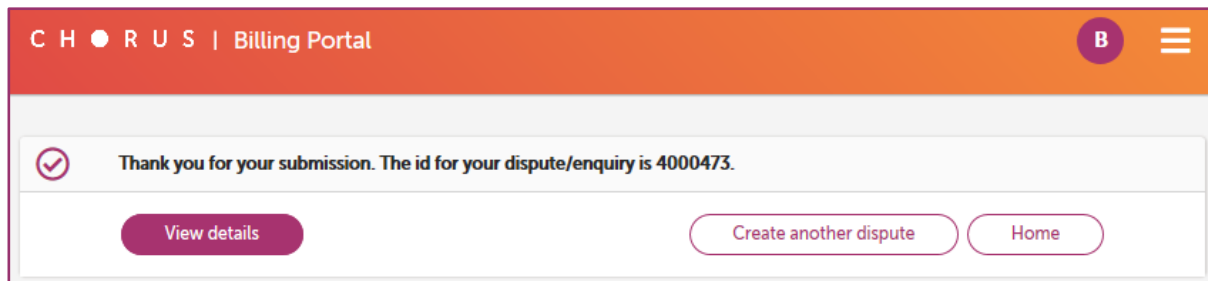 CHORUS | Billing Portal B
Thank you for your submission. The id for your dispute/enquiry is 4000473.
View details Create another dispute Home